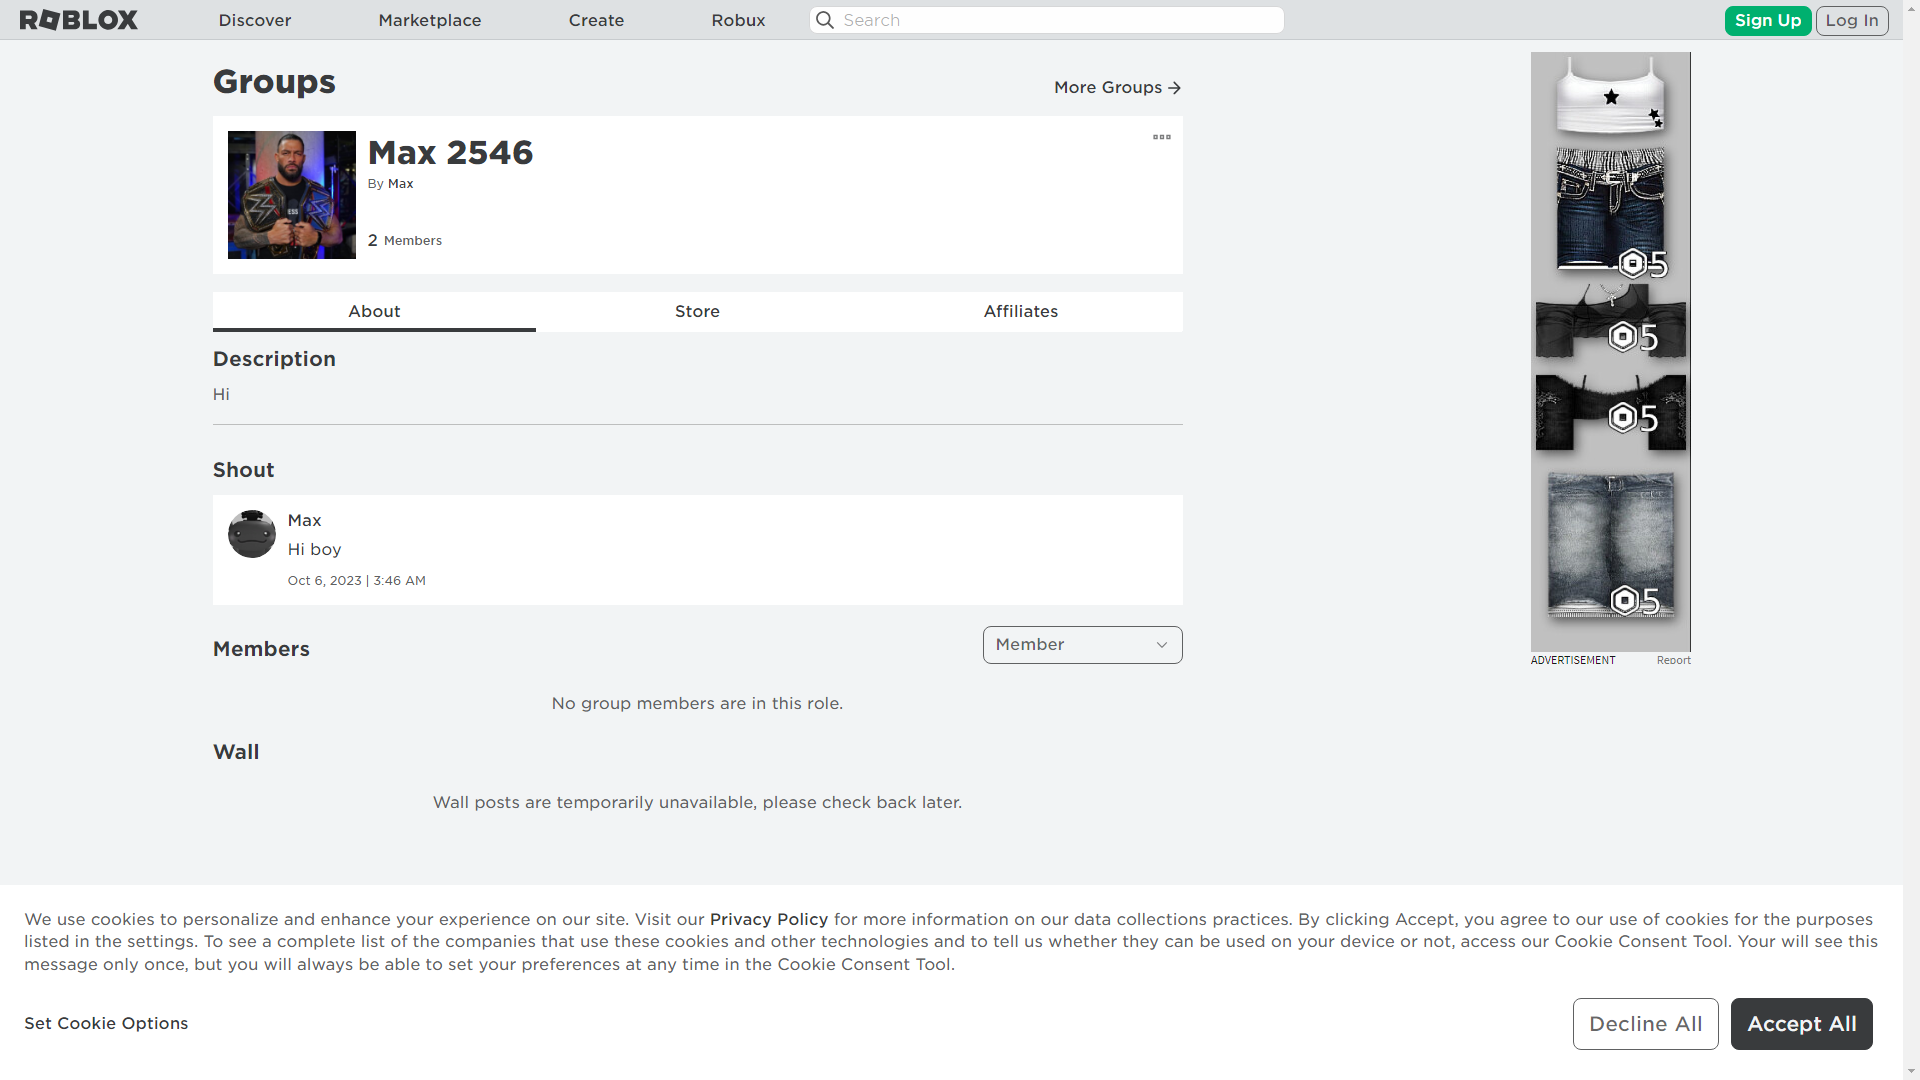 ROBLOX Discover Marketplace Create Robux Search Sign Up Log In
Groups More Groups
Max 2546
By Max
2 Members
About Store Affiliates
Description
Hi
Shout
Max
Hi boy
Oct 6, 2023 | 3:46 AM
Members Member
No group members are in this role.
Wall
Wall posts are temporarily unavailable, please check back later.
5
5
5
5
ADVERTISEMENT Report
We use cookies to personalize and enhance your experience on our site. Visit our Privacy Policy for more information on our data collections practices. By clicking Accept, you agree to our use of cookies for the purposes
listed in the settings. To see a complete list of the companies that use these cookies and other technologies and to tell us whether they can be used on your device or not, access our Cookie Consent Tool. Your will see this
message only once, but you will always be able to set your preferences at any time in the Cookie Consent Tool.
Set Cookie Options Decline All Accept All